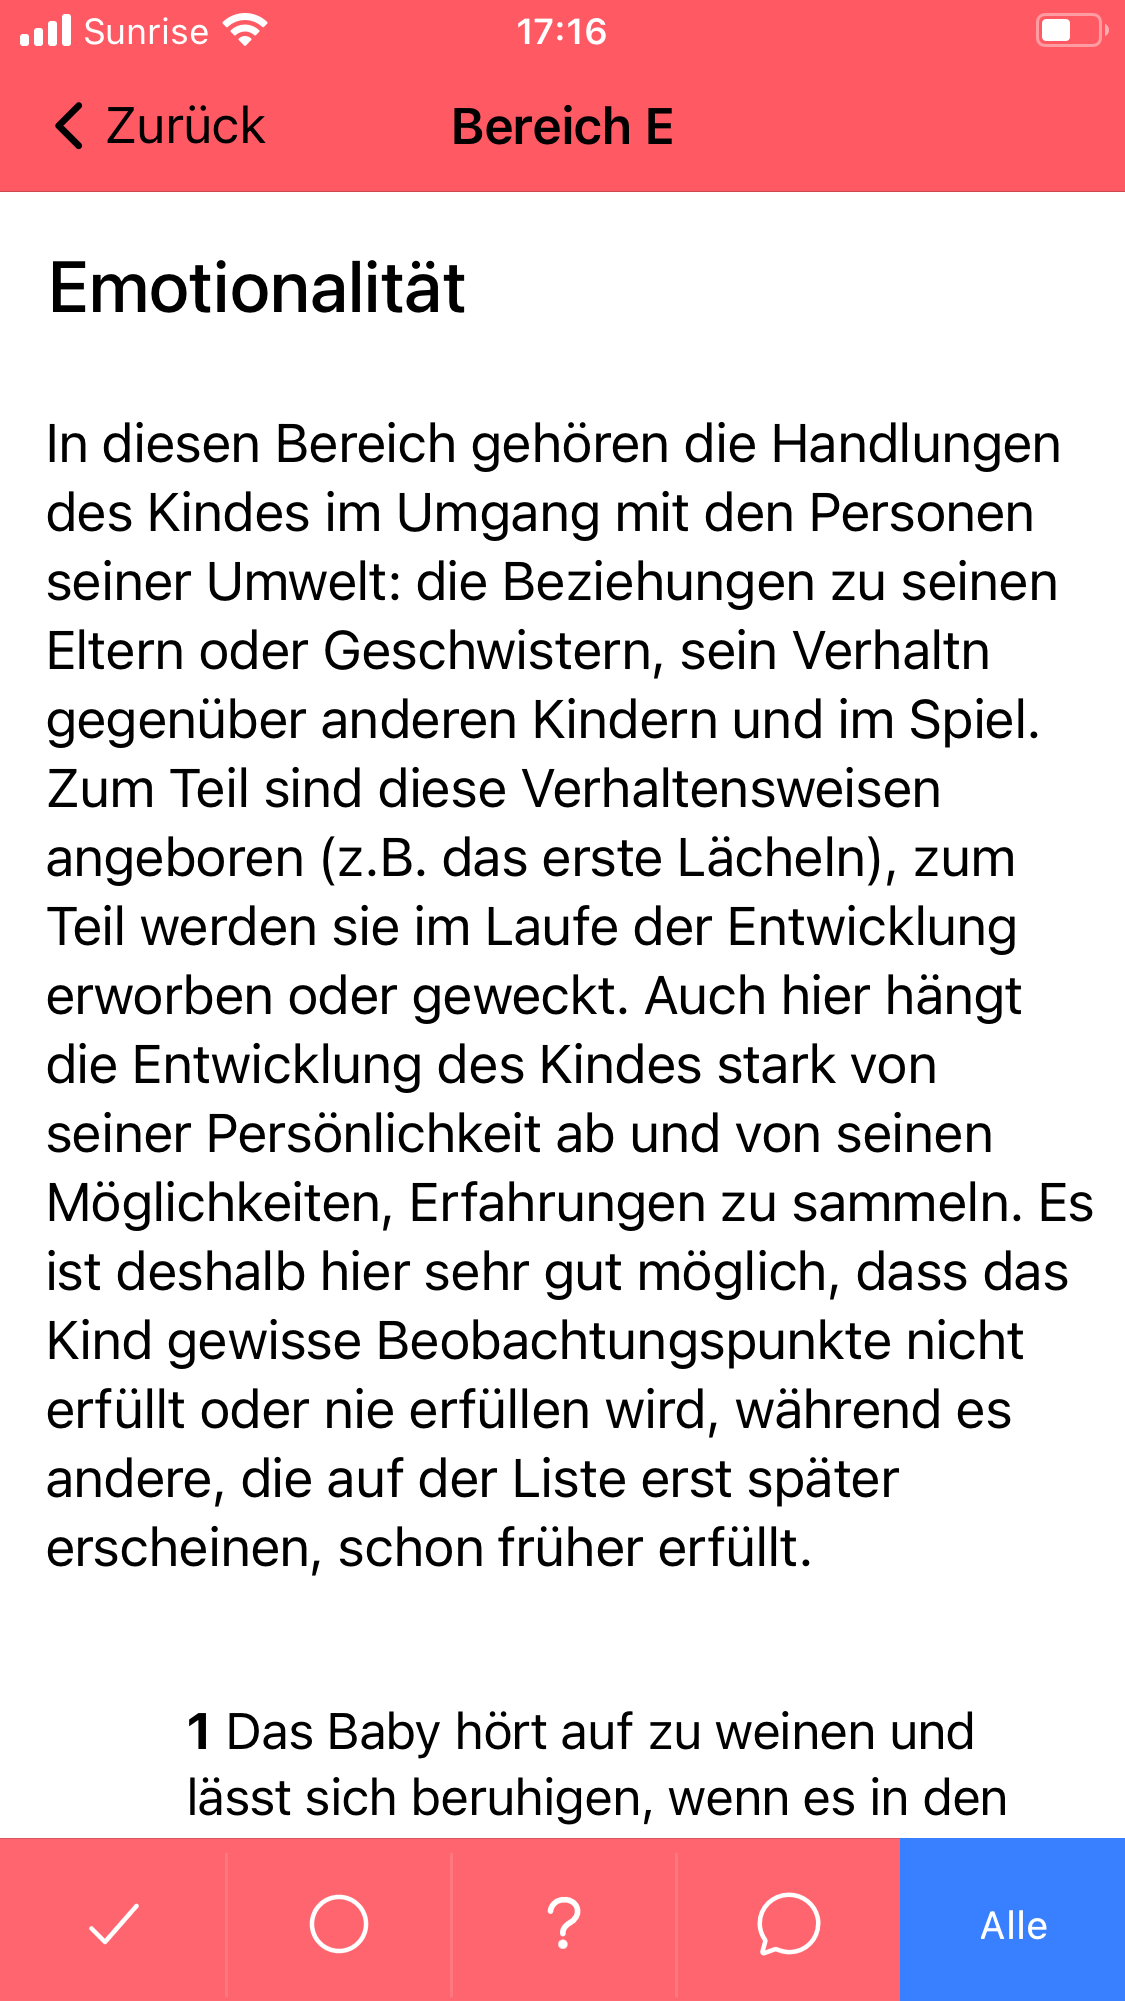 Sunrise 17:16
Zurück Bereich E
Emotionalität
In diesen Bereich gehören die Handlungen
des Kindes im Umgang mit den Personen
seiner Umwelt: die Beziehungen zu seinen
Eltern oder Geschwistern, sein Verhaltn
gegenüber anderen Kindern und im Spiel.
Zum Teil sind diese Verhaltensweisen
angeboren (z.B. das erste Lächeln), zum
Teil werden sie im Laufe der Entwicklung
erworben oder geweckt. Auch hier hängt
die Entwicklung des Kindes stark von
seiner Persönlichkeit ab und von seinen
Möglichkeiten, Erfahrungen zu sammeln. Es
ist deshalb hier sehr gut möglich, dass das
Kind gewisse Beobachtungspunkte nicht
erfüllt oder nie erfüllen wird, während es
andere, die auf der Liste erst später
erscheinen, schon früher erfüllt.
1 Das Baby hört auf zu weinen und
lässt sich beruhigen, wenn es in den
? Alle